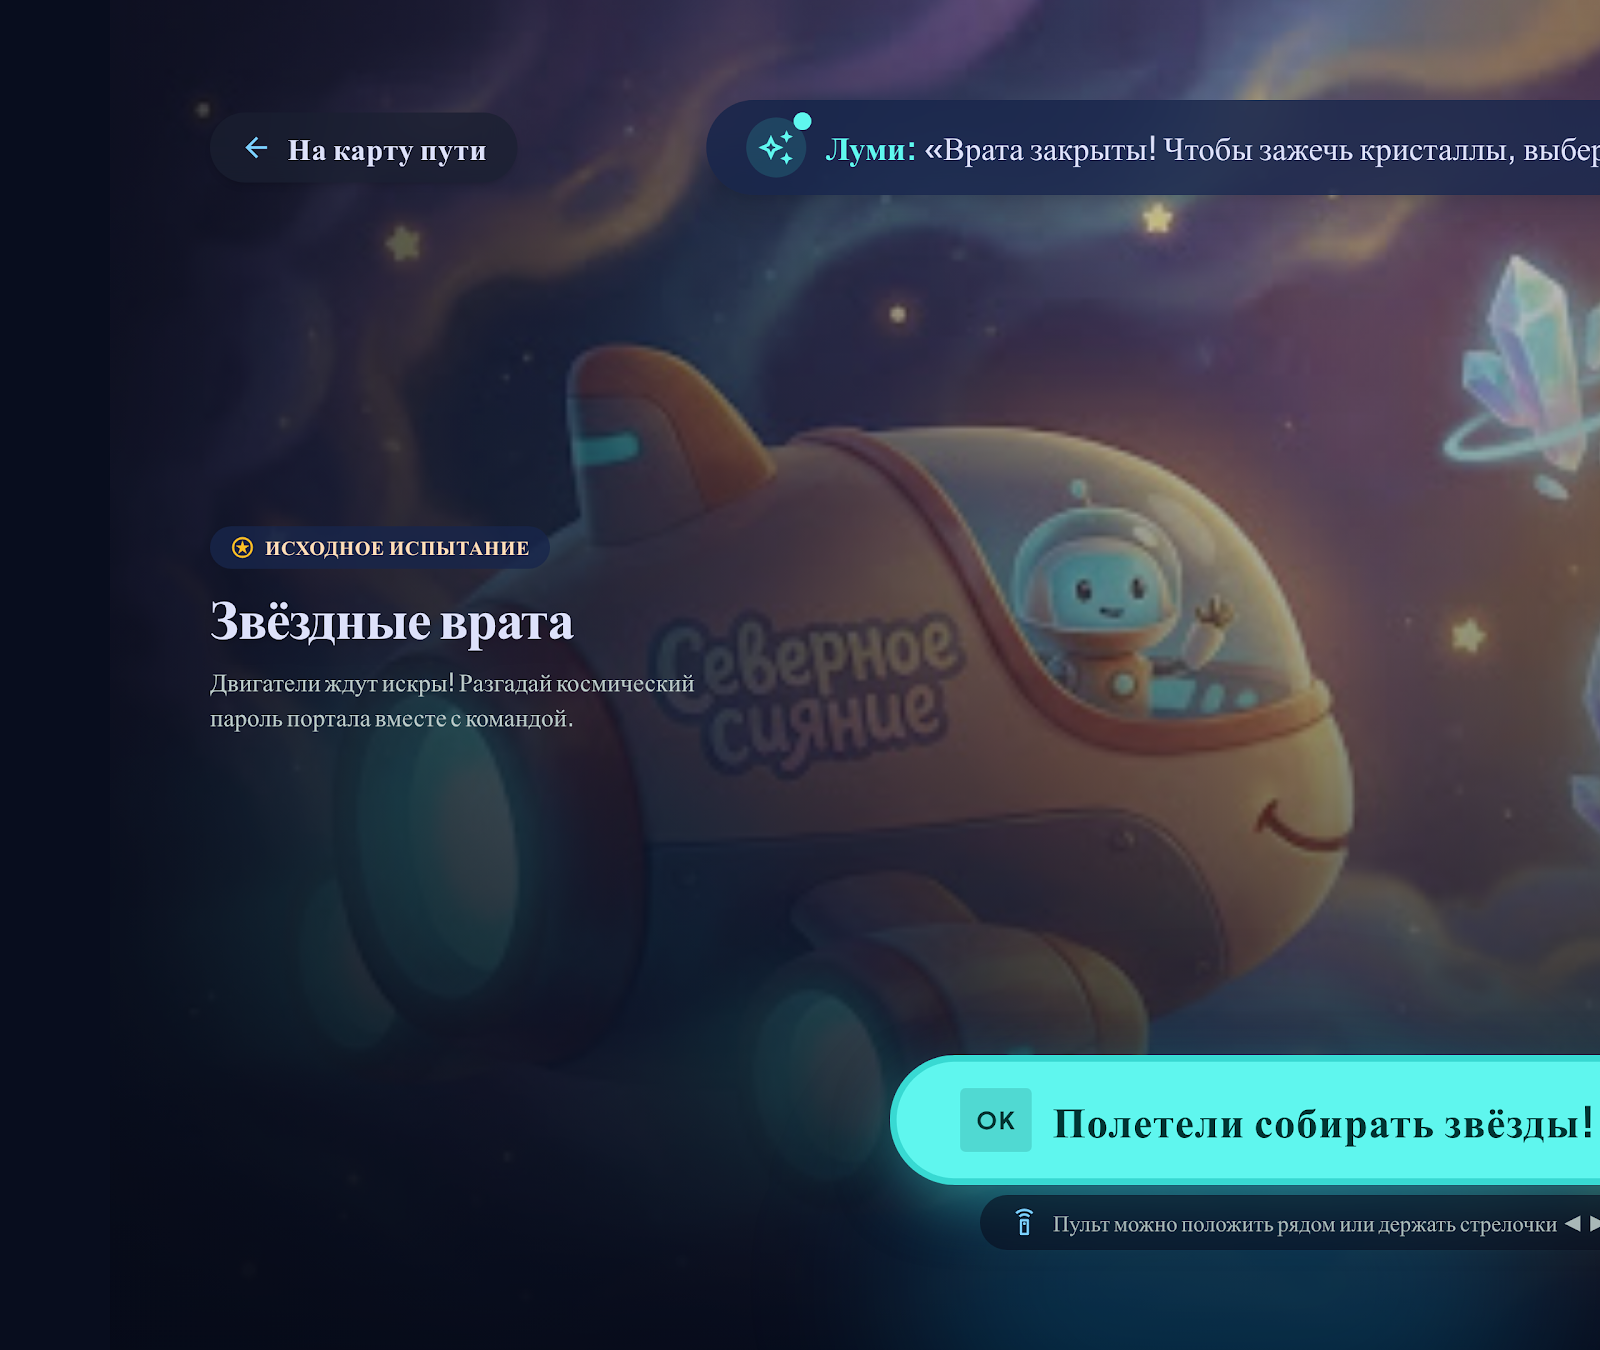 На карту пути
Луми: «Врата закрыты! Чтобы зажечь кристаллы,
ИСХОДНОЕ ИСПЫТАНИЕ
Звёздные врата
Двигатели ждут искры! Разгадай космический
пароль портала вместе с командой.
Северное
сияние
OK Полетели собирать звёзды!
Пульт можно положить рядом или держать стрелочки ◀ ▶